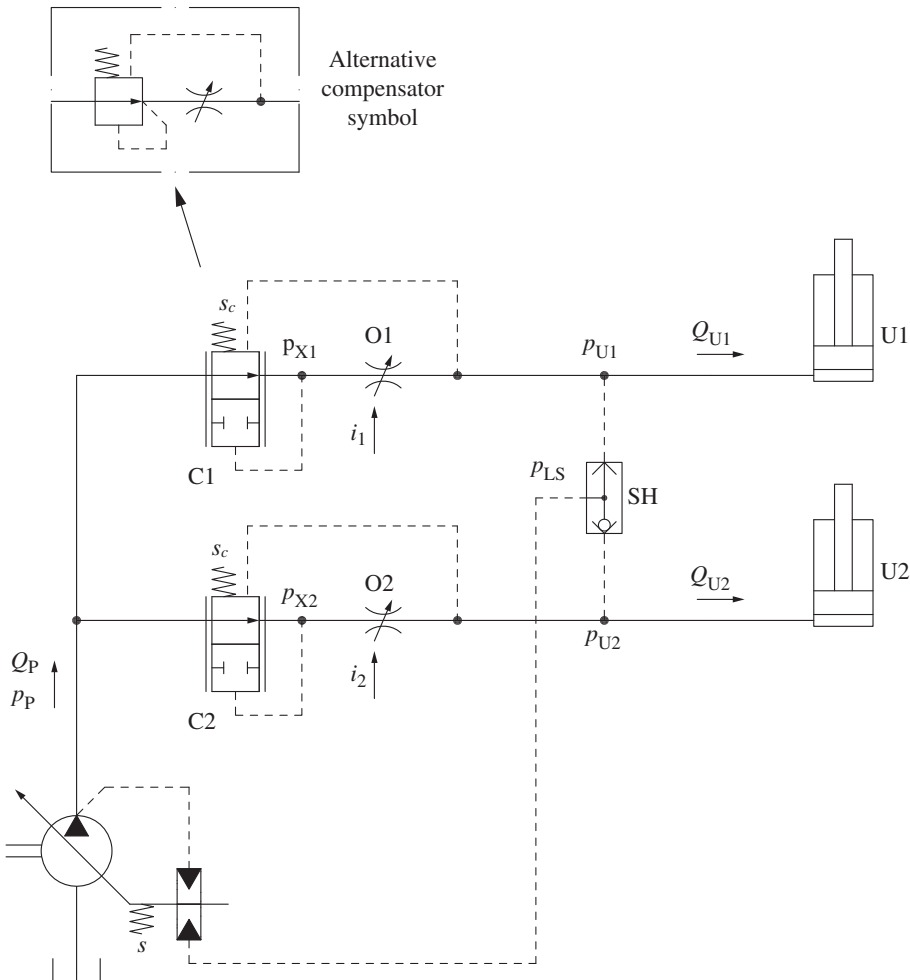 Alternative
compensator
symbol
s_c
p_X1
O1
p_U1
Q_U1
U1
i_1
C1
p_LS
SH
s_c
p_X2
O2
Q_U2
U2
p_U2
Q_P
p_P
i_2
C2
s